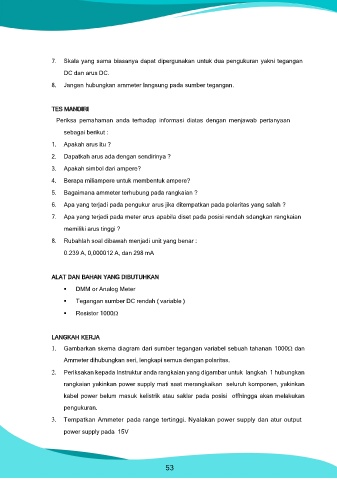 7. Skala yang sama biasanya dapat dipergunakan untuk dua pengukuran yakni tegangan
DC dan arus DC.
8. Jangan hubungkan ammeter langsung pada sumber tegangan.
TES MANDIRI
Periksa pemahaman anda terhadap informasi diatas dengan menjawab pertanyaan
sebagai berikut :
1. Apakah arus itu ?
2. Dapatkah arus ada dengan sendirinya ?
3. Apakah simbol dari ampere?
4. Berapa miliampere untuk membentuk ampere?
5. Bagaimana ammeter terhubung pada rangkaian ?
6. Apa yang terjadi pada pengukur arus jika ditempatkan pada polaritas yang salah ?
7. Apa yang terjadi pada meter arus apabila diset pada posisi rendah sdangkan rangkaian
memiliki arus tinggi ?
8. Rubahlah soal dibawah menjadi unit yang benar :
0.239 A, 0,000012 A, dan 298 mA
ALAT DAN BAHAN YANG DIBUTUHKAN
▪ DMM or Analog Meter
▪ Tegangan sumber DC rendah ( variable )
▪ Resistor 1000Ω
LANGKAH KERJA
1. Gambarkan skema diagram dari sumber tegangan variabel sebuah tahanan 1000Ω dan
Ammeter dihubungkan seri, lengkapi semua dengan polaritas.
2. Periksakan kepada Instruktur anda rangkaian yang digambar untuk langkah 1 hubungkan
rangkaian yakinkan power supply mati saat merangkaikan seluruh komponen, yakinkan
kabel power belum masuk kelistrik atau saklar pada posisi offhingga akan melakukan
pengukuran.
3. Tempatkan Ammeter pada range tertinggi. Nyalakan power supply dan atur output
power supply pada 15V
53